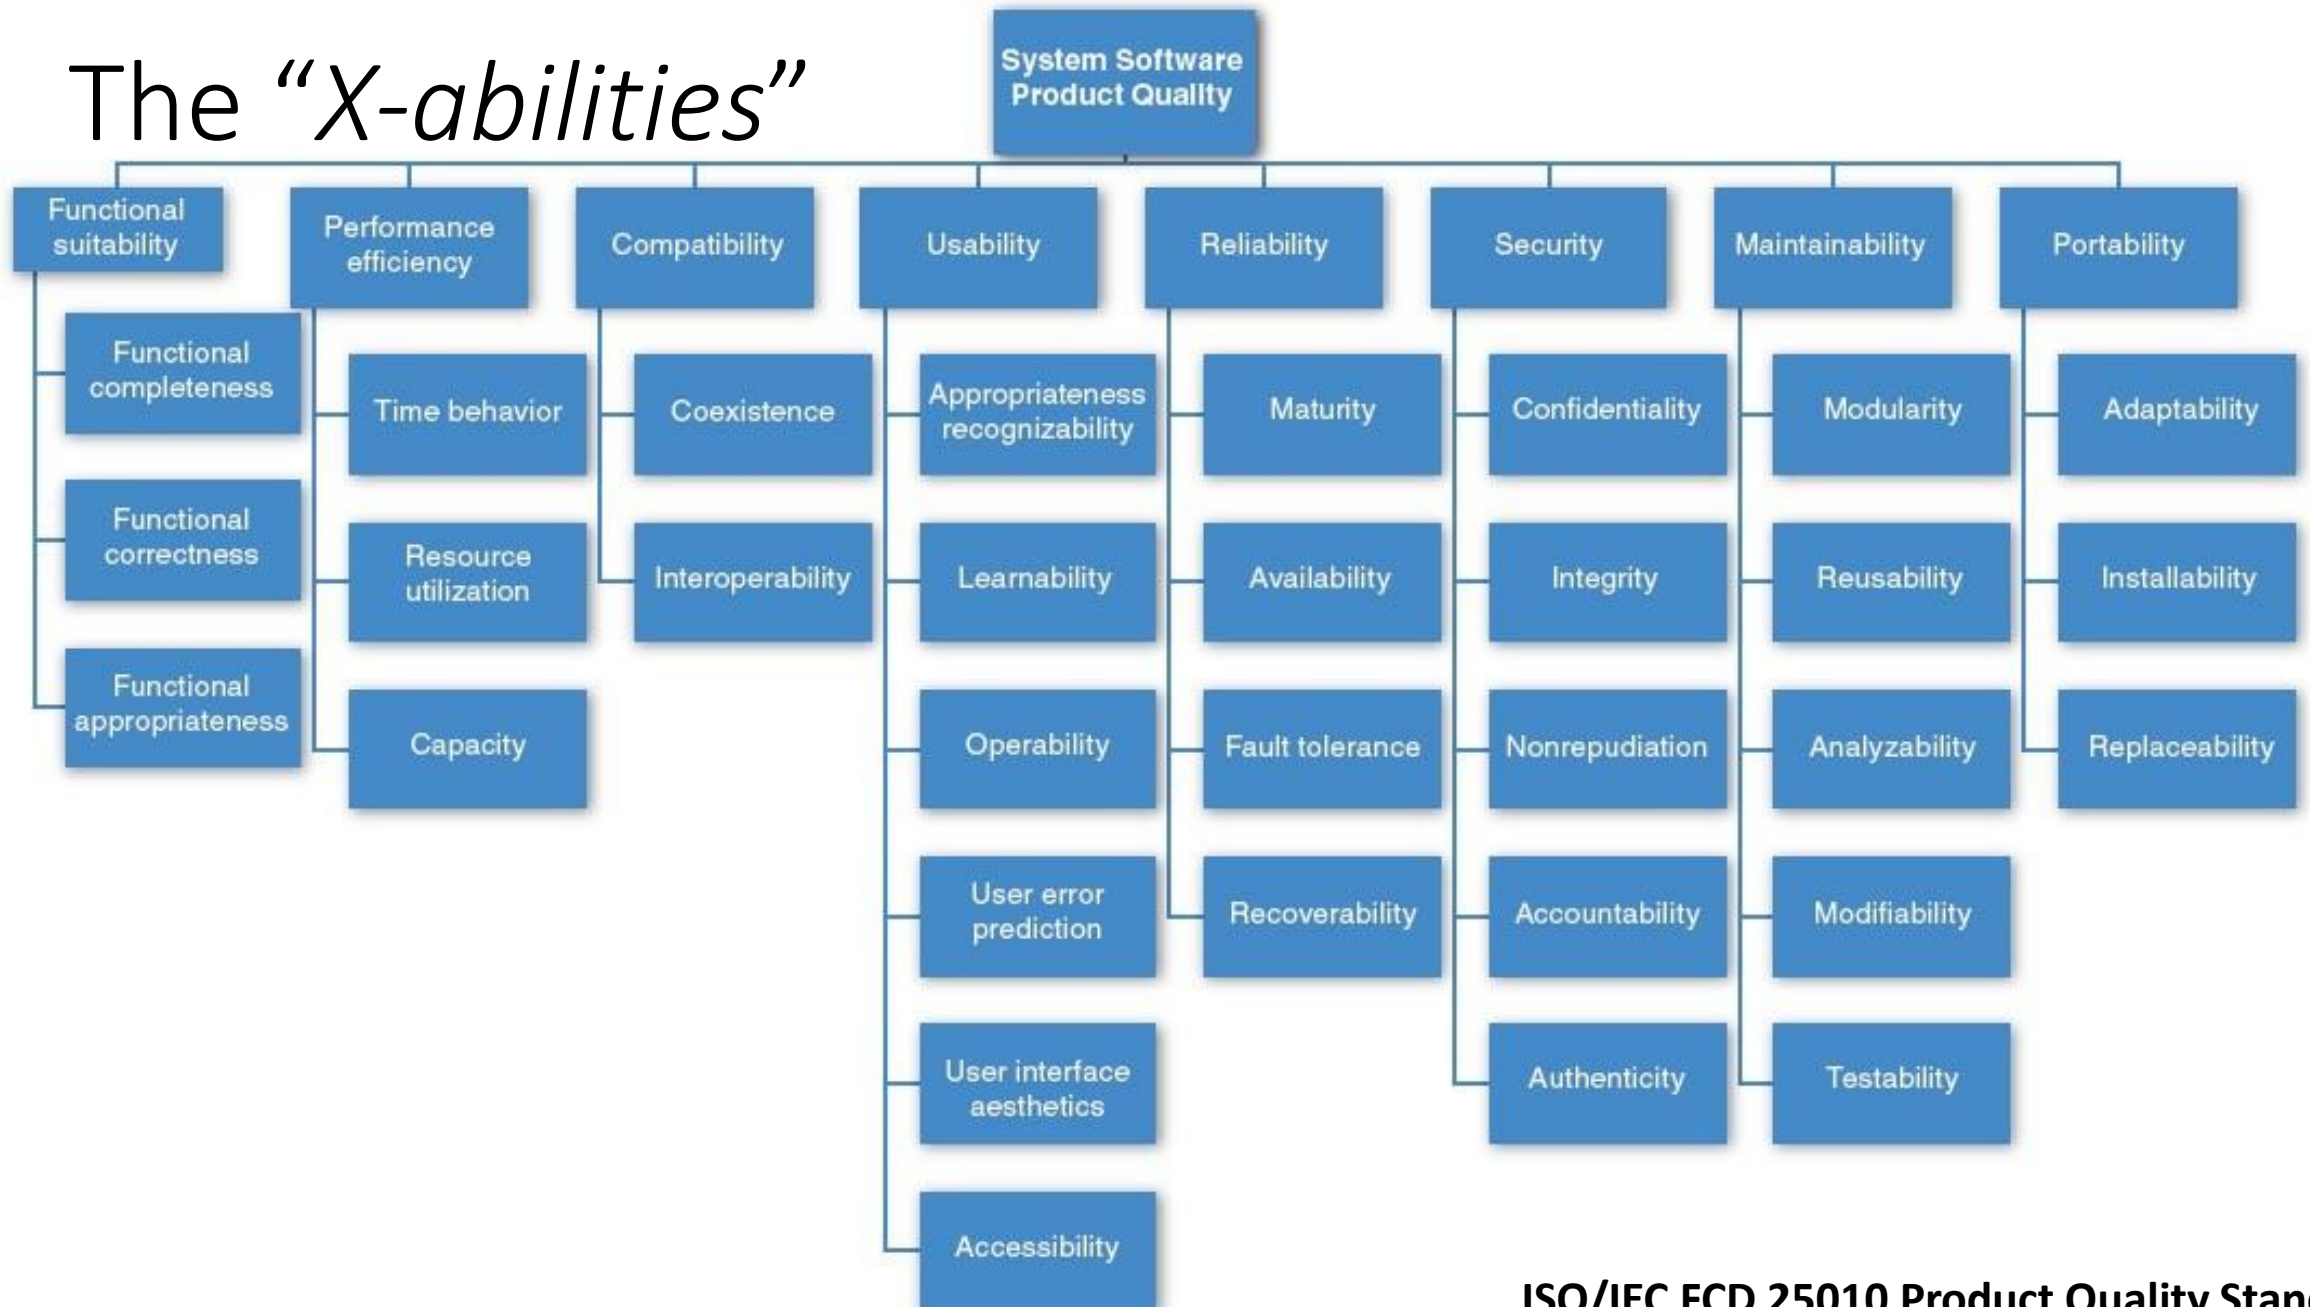 The “X-abilities”
System Software
Product Quality
Functional
suitability
Performance
efficiency
Compatibility
Usability
Reliability
Security
Maintainability
Portability
Functional
completeness
Functional
correctness
Functional
appropriateness
Time behavior
Resource
utilization
Capacity
Coexistence
Interoperability
Appropriateness
recognizability
Learnability
Operability
User error
prediction
User interface
aesthetics
Accessibility
Maturity
Availability
Fault tolerance
Recoverability
Confidentiality
Integrity
Nonrepudiation
Accountability
Authenticity
Modularity
Reusability
Analyzability
Modifiability
Testability
Adaptability
Installability
Replaceability
ISO/IEC FCD 25010 Product Quality